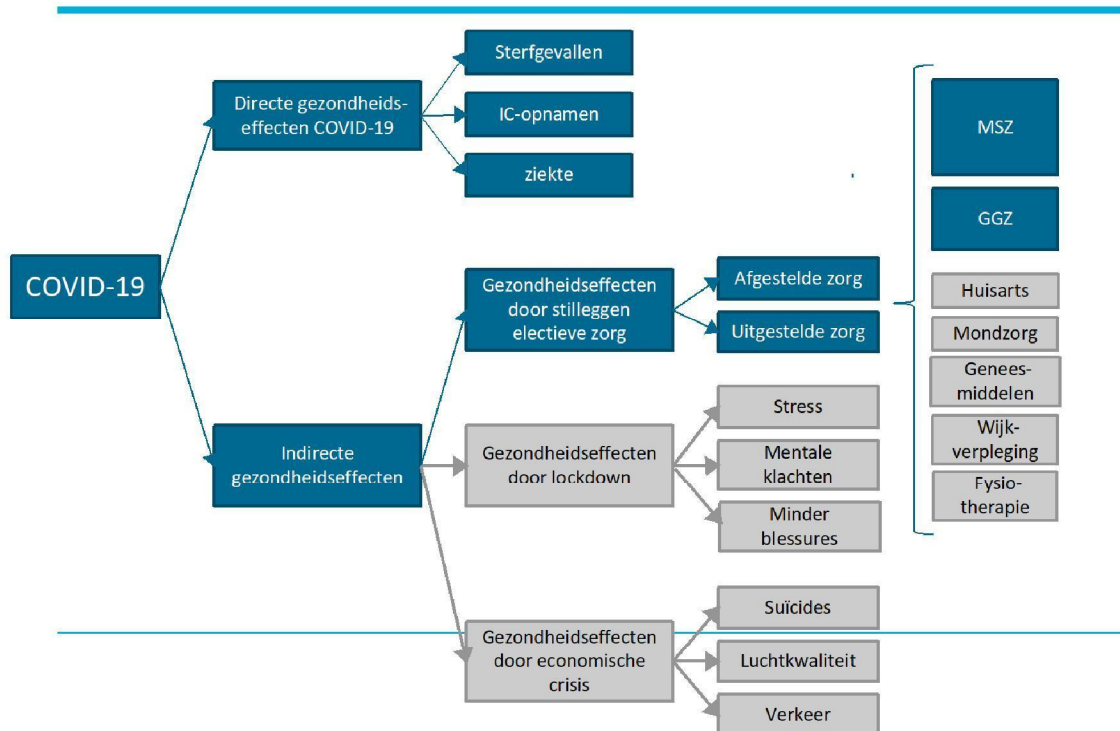 Sterfgevallen
Directe gezondheids-
effecten COVID-19
IC-opnamen
ziekte
MSZ
GGZ
COVID-19
Gezondheidseffecten
door stilleggen
electieve zorg
Afgestelde zorg
Uitgestelde zorg
Huisarts
Mondzorg
Genees-
middelen
Wijk-
verpleging
Fysio-
therapie
Indirecte
gezondheidseffecten
Gezondheidseffecten
door lockdown
Stress
Mentale
klachten
Minder
blessures
Gezondheidseffecten
door economische
crisis
Suïcides
Luchtkwaliteit
Verkeer